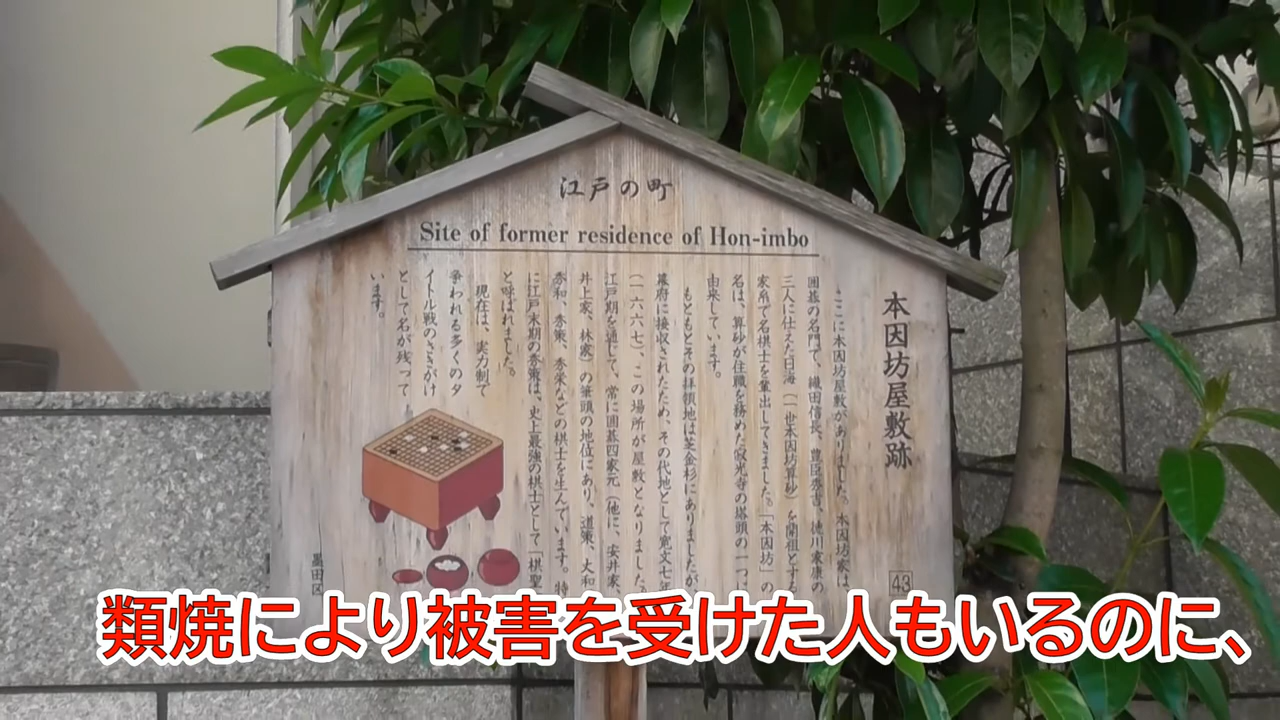 江戸の町
Site of former residence of Hon-imbo
本因坊屋敷跡
ここに本因坊屋敷がありました。本因坊家は、
囲碁の名門で、織田信長、豊臣秀吉、徳川家康の
三人に仕えた日海(一世本因坊算砂)を開祖とする
家系で名棋士を輩出してきました。「本因坊」の
名は、算砂が住職を務めた寂光寺の塔頭の一つに
由来しています。
もともとその拝領地は芝金杉にありましたが、
幕府に接収されたため、その代地として寛文七年
(一六六七)、この場所が屋敷となりました。
江戸期を通じて、常に囲碁四家元(他に、安井家、
井上家、林家)の筆頭の地位にあり、道策、丈和、
秀和、秀策、秀栄などの棋士を生んでいます。特
に江戸末期の秀策は、史上最強の棋士として「棋聖」
と呼ばれました。
現在は、実力制で
争われる多くのタ
イトル戦のさきがけ
として名が残って
います。
墨田区
43
類焼により被害を受けた人もいるのに、